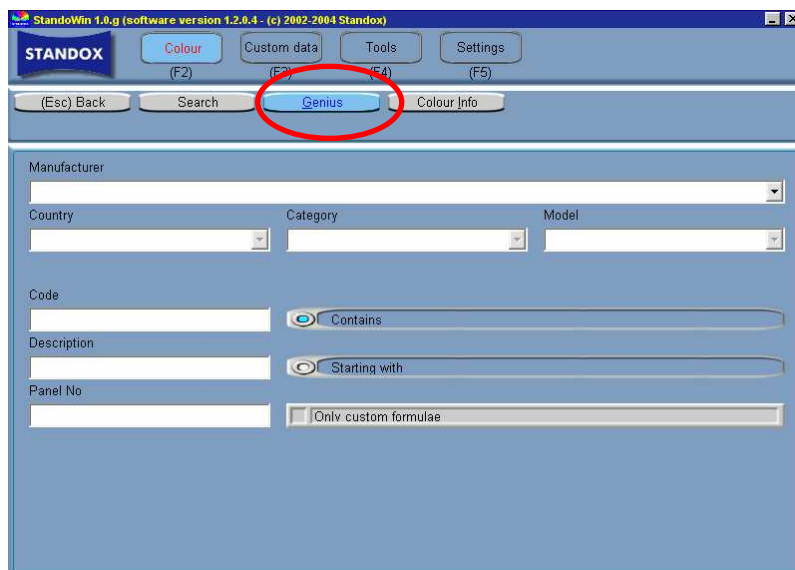 StandoWin 1.0.g (software version 1.2.0.4 - (c) 2002-2004 Standox)
STANDOX Colour Custom data Tools Settings
(F2) (F3) (F4) (F5)
(Esc) Back Search Genius Colour Info
Manufacturer
Country Category Model
Code
Contains
Description
Starting with
Panel No
Only custom formulae